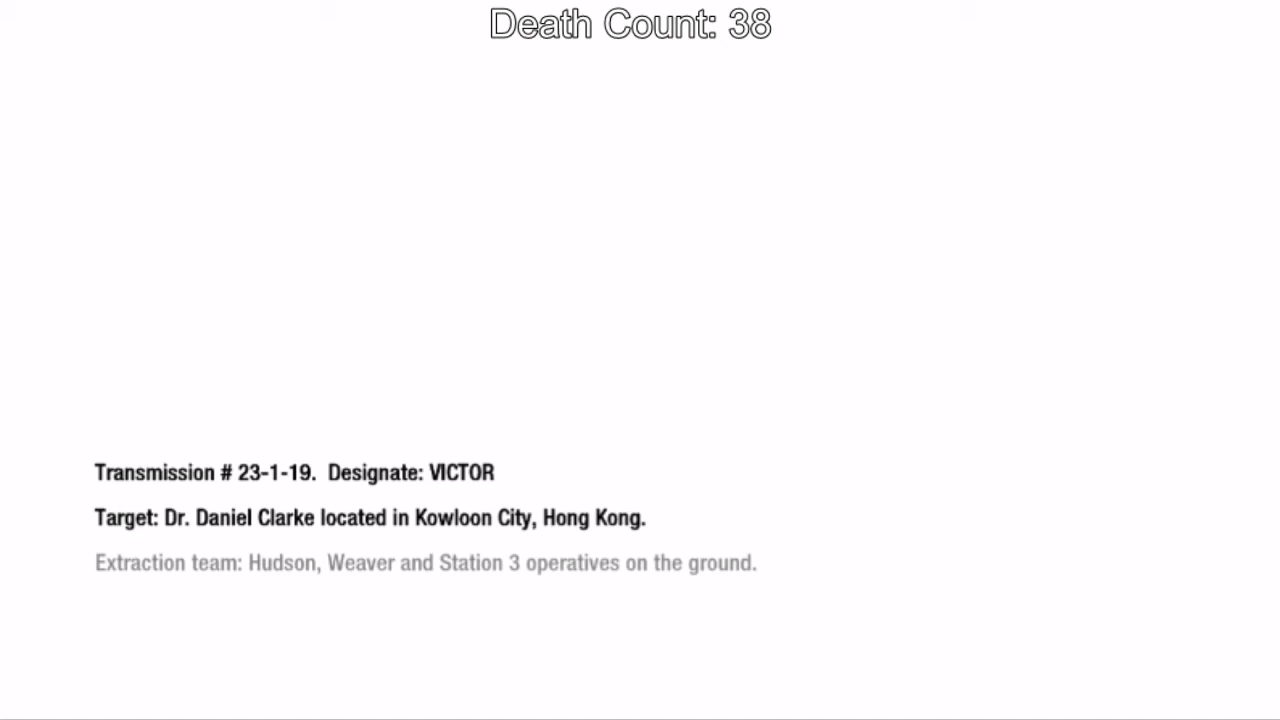 Death Count: 38
Transmission # 23-1-19.  Designate: VICTOR
Target: Dr. Daniel Clarke located in Kowloon City, Hong Kong.
Extraction team: Hudson, Weaver and Station 3 operatives on the ground.